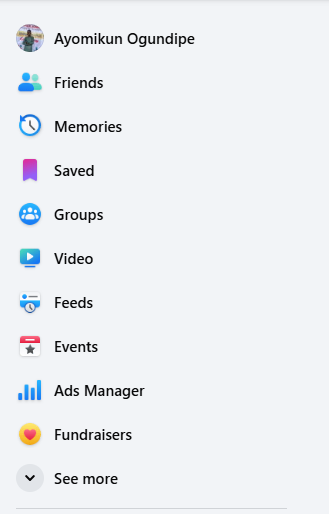 Ayomikun Ogundipe
Friends
Memories
Saved
Groups
Video
Feeds
Events
Ads Manager
Fundraisers
See more